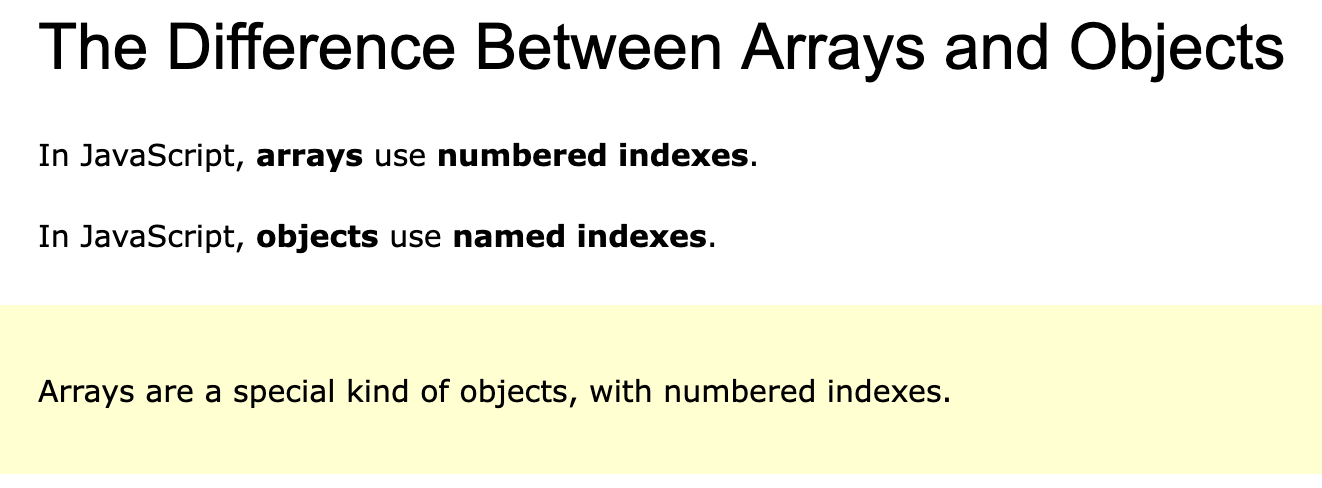 The Difference Between Arrays and Objects
In JavaScript, arrays use numbered indexes.
In JavaScript, objects use named indexes.
Arrays are a special kind of objects, with numbered indexes.